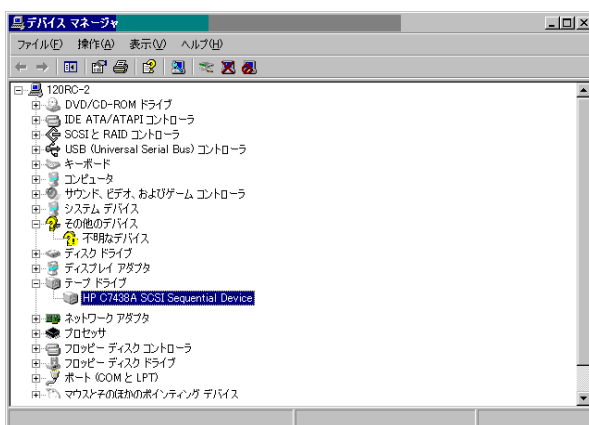 デバイス マネージャ
ファイル(F) 操作(A) 表示(V) ヘルプ(H)
120RC-2
DVD/CD-ROM ドライブ
IDE ATA/ATAPI コントローラ
SCSI と RAID コントローラ
USB (Universal Serial Bus) コントローラ
キーボード
コンピュータ
サウンド、ビデオ、およびゲーム コントローラ
システム デバイス
その他のデバイス
不明なデバイス
ディスク ドライブ
ディスプレイ アダプタ
テープ ドライブ
HP C7438A SCSI Sequential Device
ネットワーク アダプタ
プロセッサ
フロッピー ディスク コントローラ
フロッピー ディスク ドライブ
ポート (COM と LPT)
マウスとそのほかのポインティング デバイス